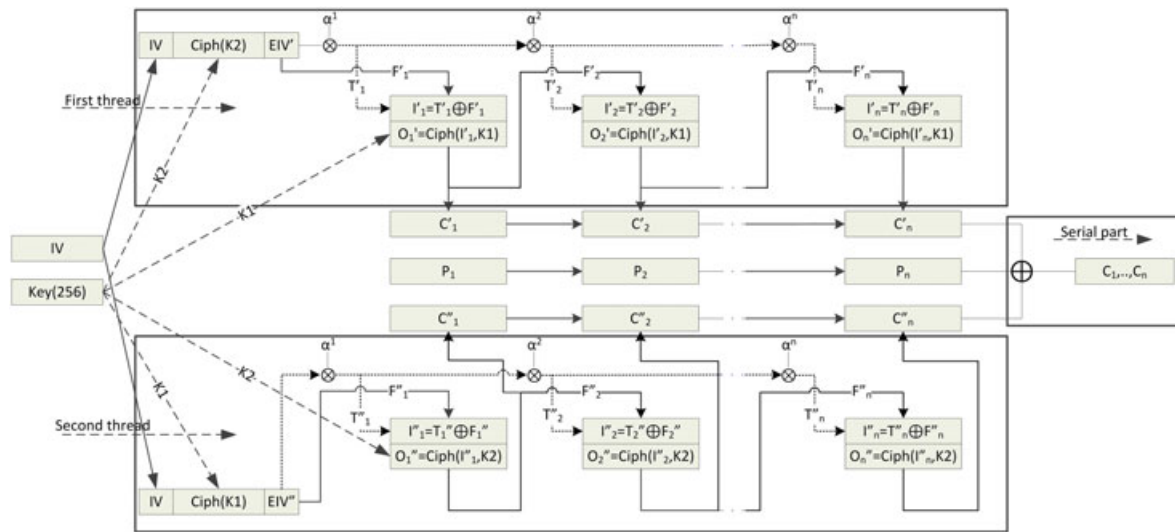 α¹ α² αⁿ
IV Ciph(K2) EIV'
F'₁ F'₂ F'ₙ
T'₁ T'₂ T'ₙ
First thread
I'₁=T'₁⊕F'₁ I'₂=T'₂⊕F'₂ I'ₙ=T'ₙ⊕F'ₙ
O₁'=Ciph(I'₁,K1) O₂'=Ciph(I'₂,K1) Oₙ'=Ciph(I'ₙ,K1)
K2
K1
C'₁ C'₂ C'ₙ
Serial part
IV
P₁ P₂ Pₙ
C₁,..,Cₙ
Key(256)
C"₁ C"₂ C"ₙ
α¹ α² αⁿ
K2
K1
F"₁ F"₂ F"ₙ
T"₁ T"₂ T"ₙ
Second thread
I"₁=T₁"⊕F₁" I"₂=T₂"⊕F₂" I"ₙ=T"ₙ⊕F"ₙ
O₁"=Ciph(I"₁,K2) O₂"=Ciph(I"₂,K2) Oₙ"=Ciph(I"ₙ,K2)
IV Ciph(K1) EIV"